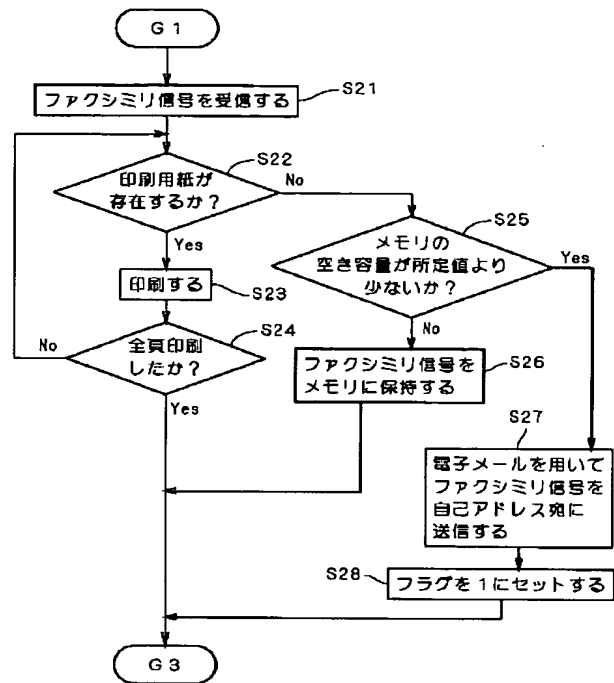 G1
ファクシミリ信号を受信する
S21
印刷用紙が
存在するか?
S22
No
Yes
印刷する
S23
全頁印刷
したか?
S24
No
Yes
メモリの
空き容量が所定値より
少ないか?
S25
Yes
No
ファクシミリ信号を
メモリに保持する
S26
S27
電子メールを用いて
ファクシミリ信号を
自己アドレス宛に
送信する
S28
フラグを1にセットする
G3